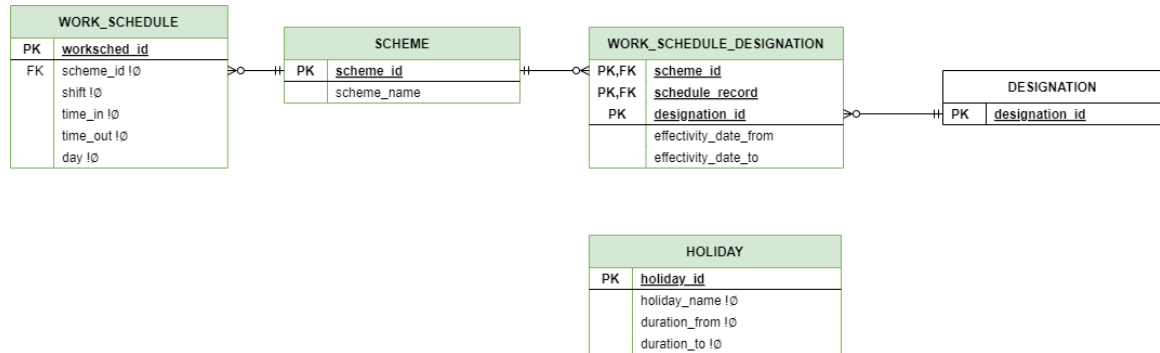 WORK_SCHEDULE
PK worksched_id
FK scheme_id !∅
shift !∅
time_in !∅
time_out !∅
day !∅
SCHEME
PK scheme_id
scheme_name
WORK_SCHEDULE_DESIGNATION
PK,FK scheme_id
PK,FK schedule_record
PK designation_id
effectivity_date_from
effectivity_date_to
DESIGNATION
PK designation_id
HOLIDAY
PK holiday_id
holiday_name !∅
duration_from !∅
duration_to !∅